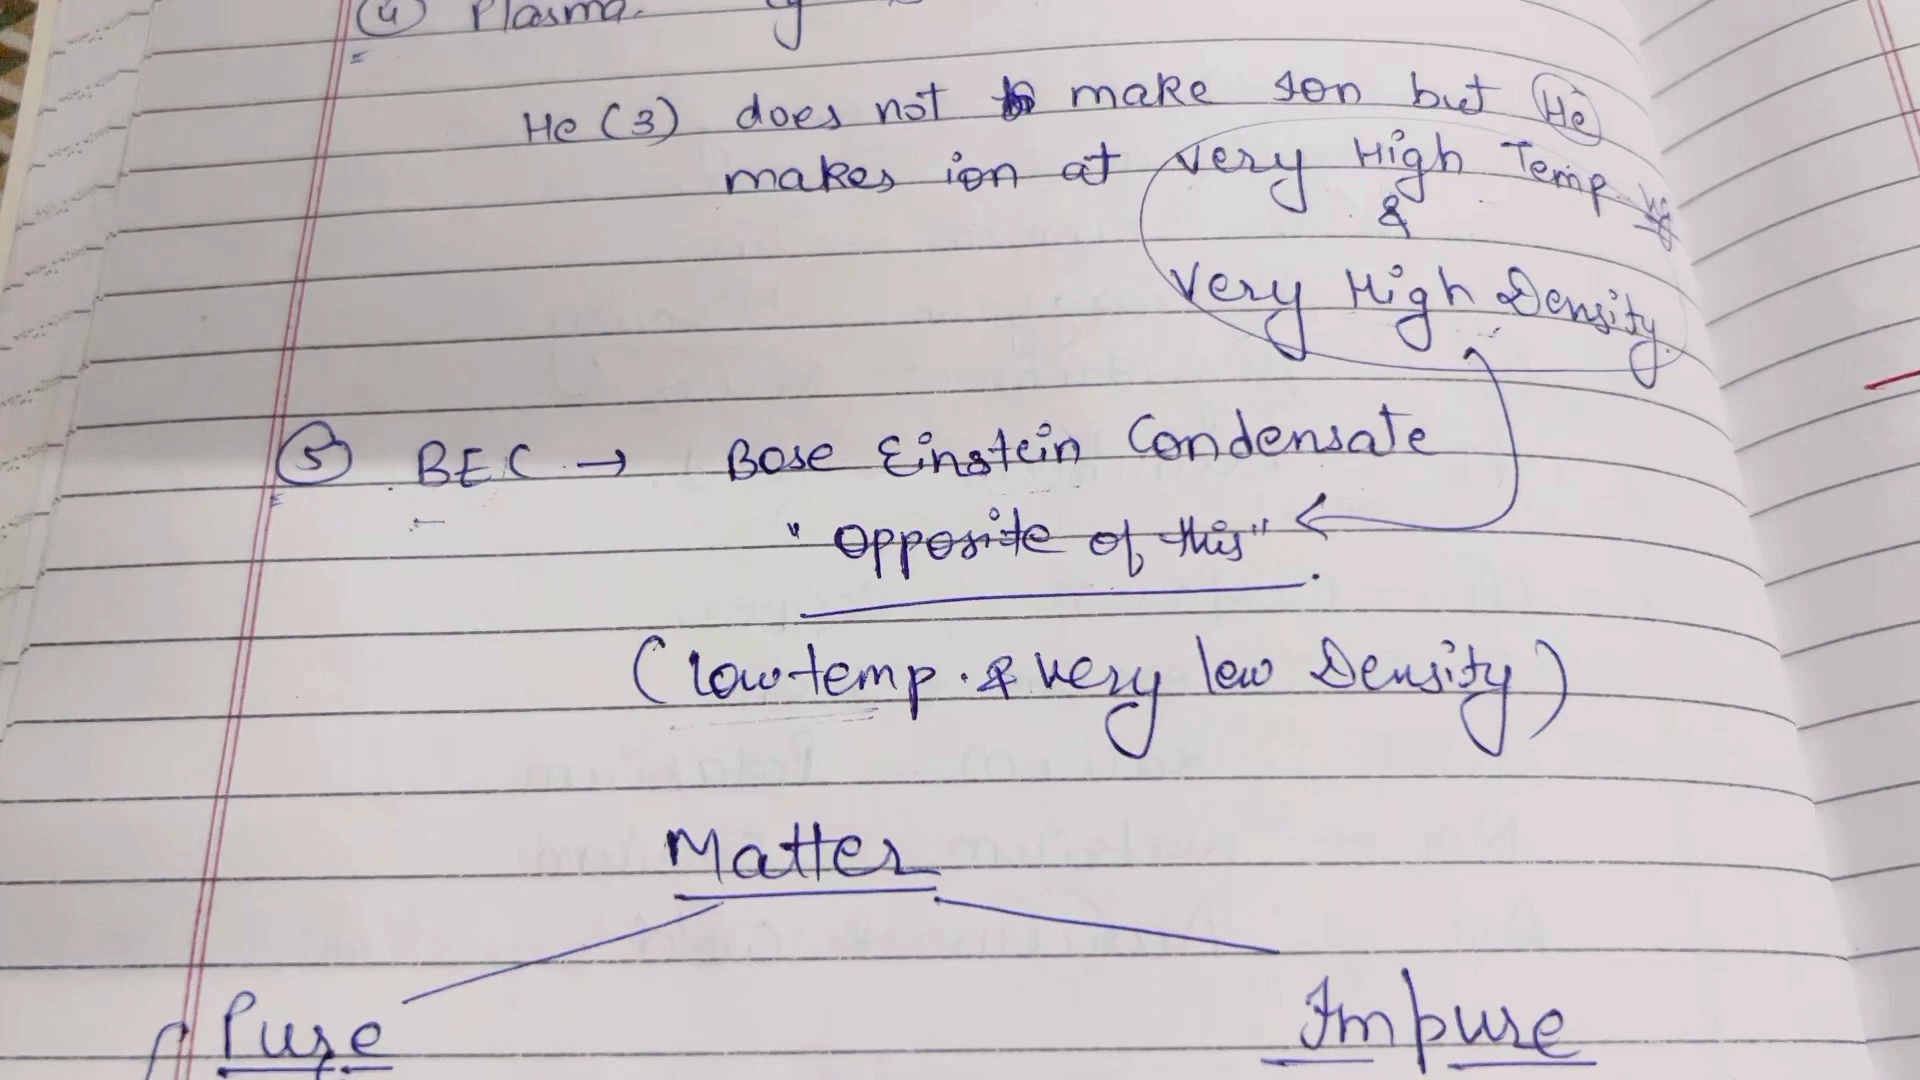 (4) Plasma.
He (3) does not make Ion but He
makes ion at very High Temp.
&
Very High Density.
(5) BEC → Bose Einstein Condensate
"Opposite of this"
(low temp. & very low Density)
Matter
Pure Impure